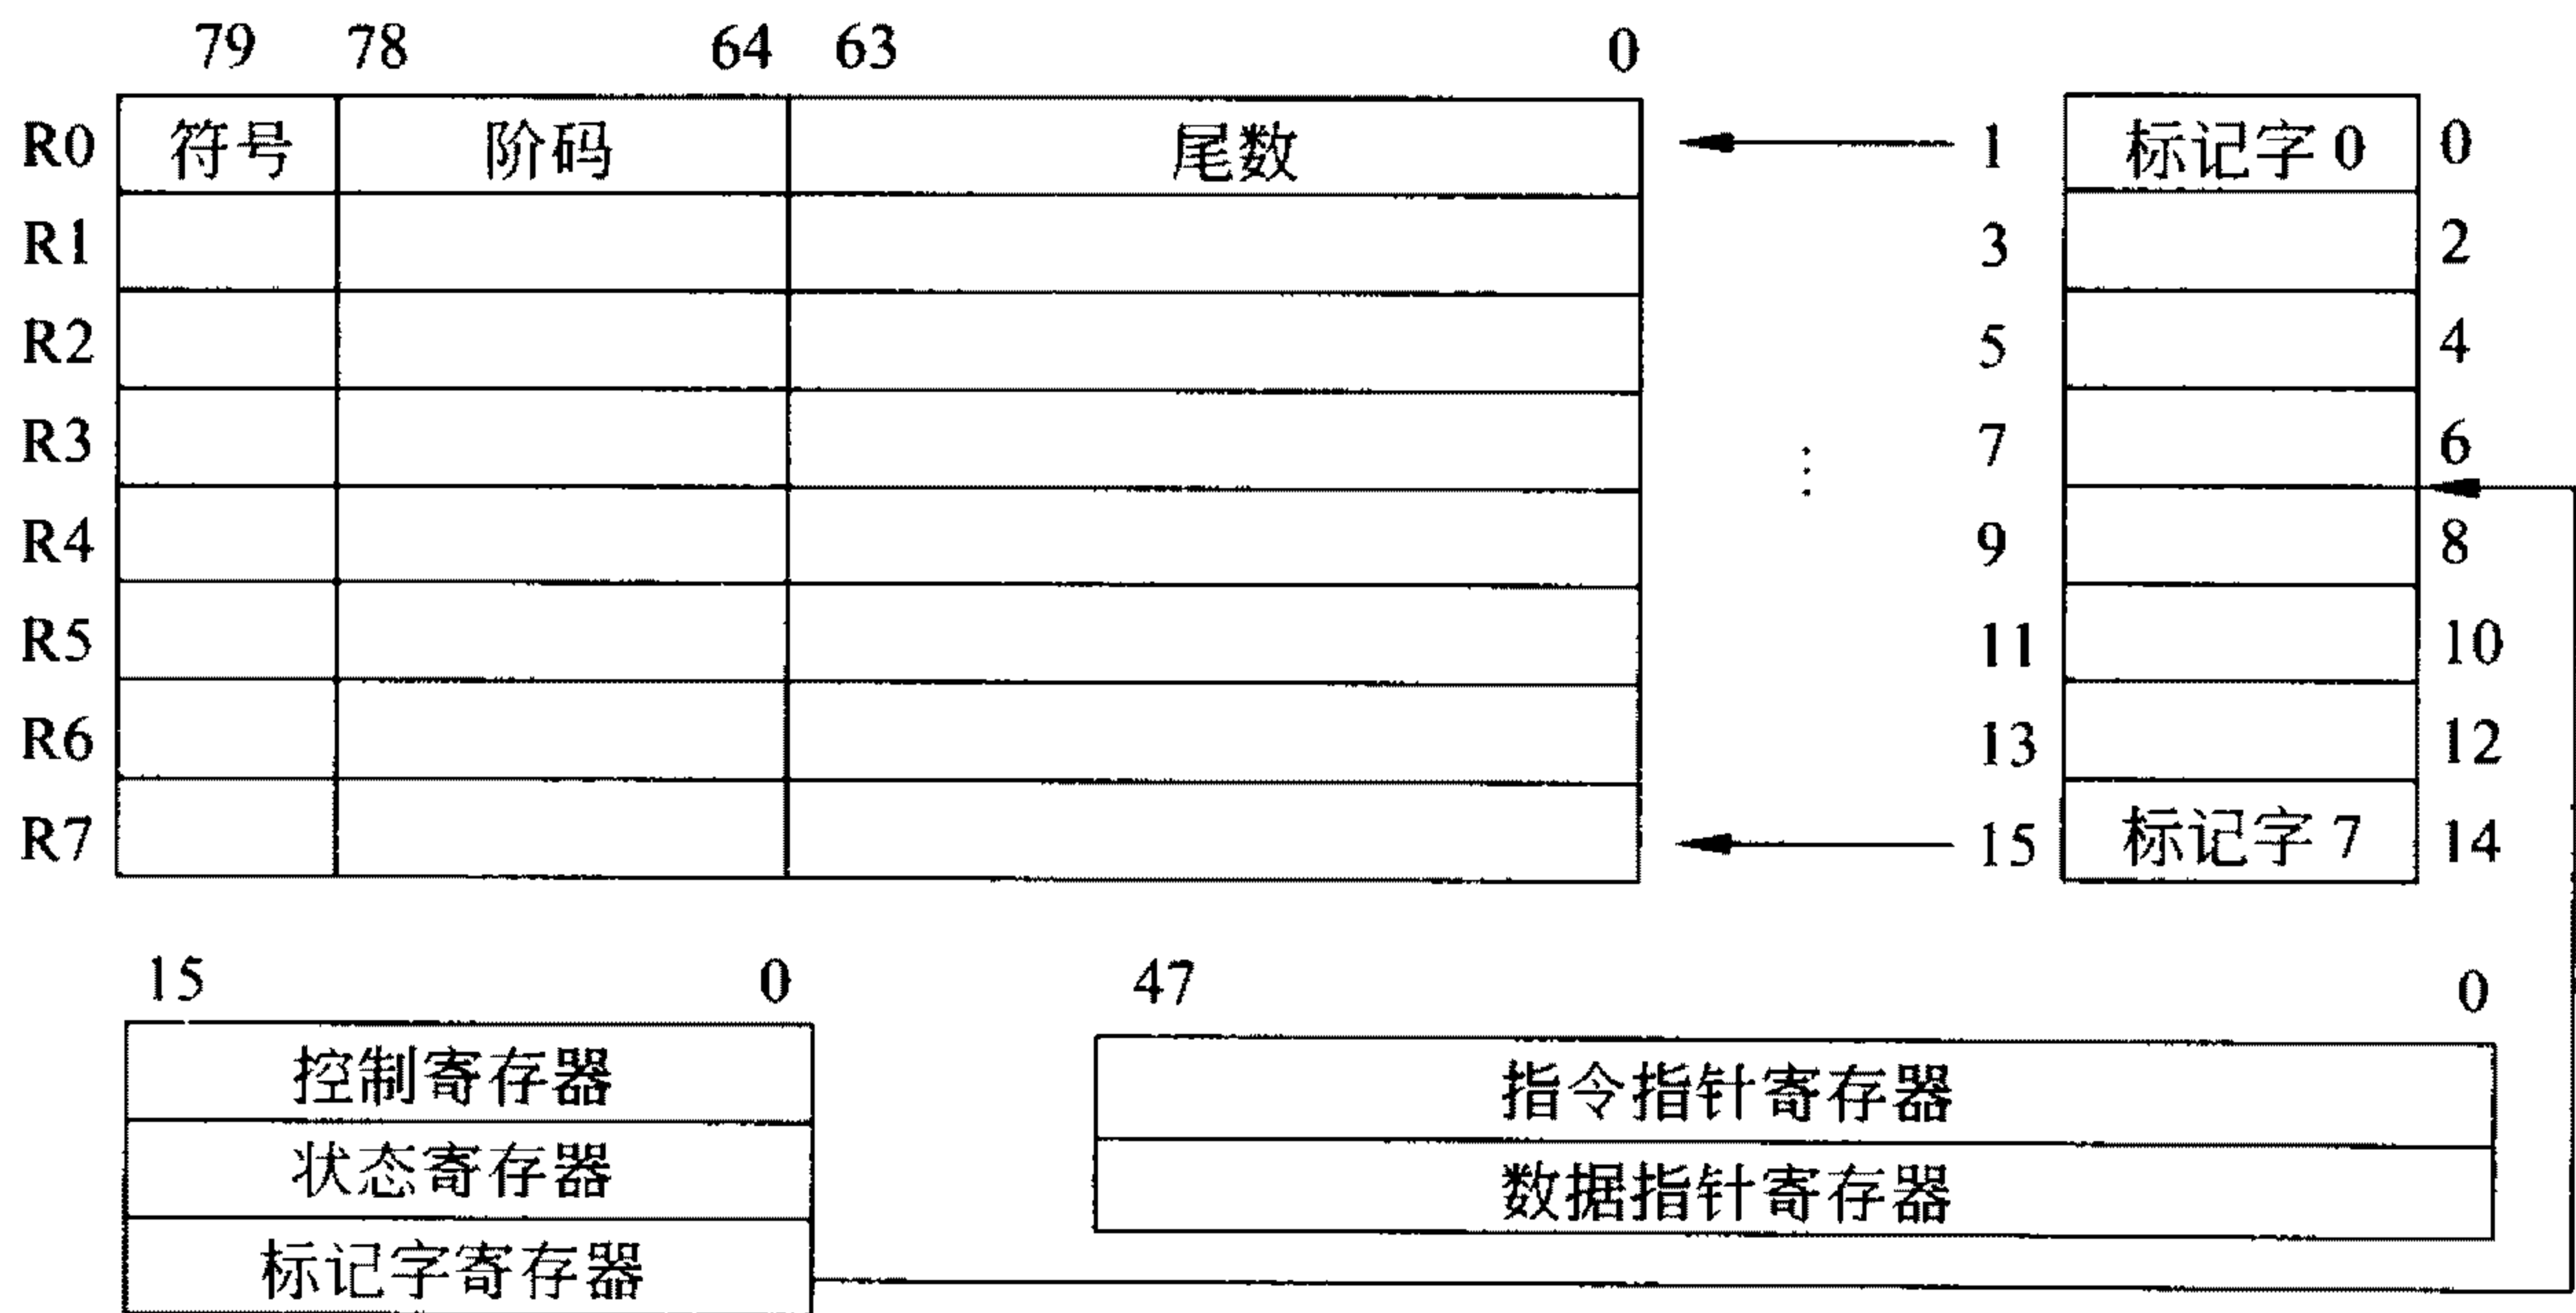 79 78 64 63 0
R0 符号 阶码 尾数 1 标记字 0 0
R1 3 2
R2 5 4
R3 ⋮ 7 6
R4 9 8
R5 11 10
R6 13 12
R7 15 标记字 7 14
15 0 47 0
控制寄存器 指令指针寄存器
状态寄存器 数据指针寄存器
标记字寄存器